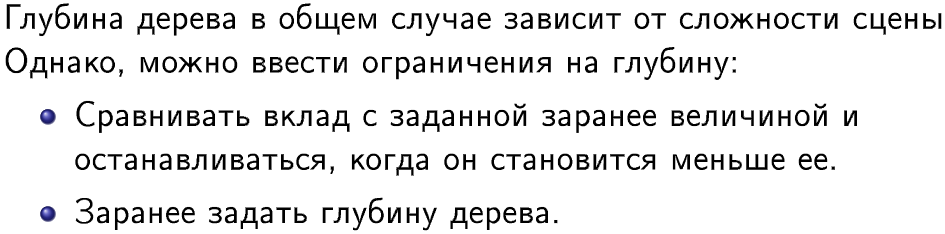 Глубина дерева в общем случае зависит от сложности сцены
Однако, можно ввести ограничения на глубину:
Сравнивать вклад с заданной заранее величиной и
останавливаться, когда он становится меньше ее.
Заранее задать глубину дерева.